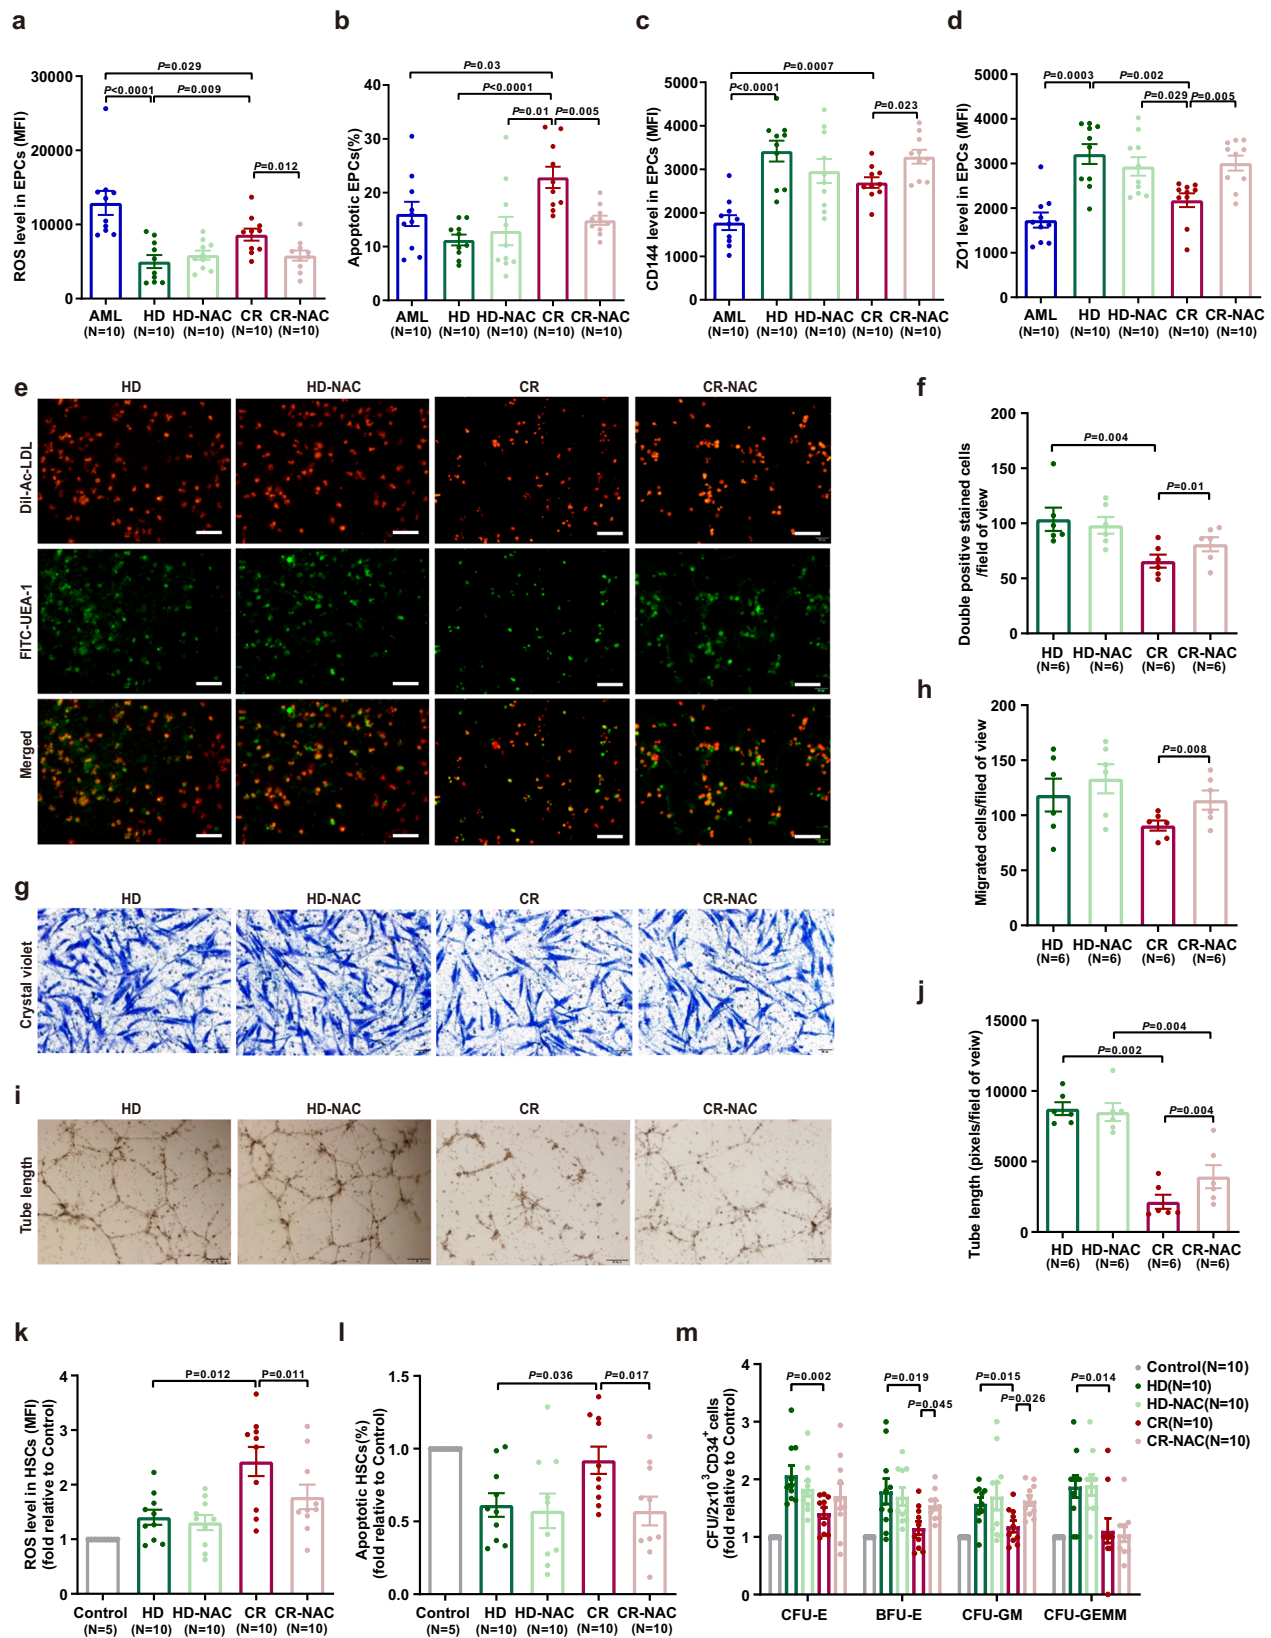 a
ROS level in EPCs (MFI)
30000
20000
10000
0
P=0.029
P<0.0001
P=0.009
P=0.012
AML HD HD-NAC CR CR-NAC
(N=10) (N=10) (N=10) (N=10) (N=10)
b
Apoptotic EPCs(%)
40
30
20
10
0
P=0.03
P<0.0001
P=0.01
P=0.005
AML HD HD-NAC CR CR-NAC
(N=10) (N=10) (N=10) (N=10) (N=10)
c
CD144 level in EPCs (MFI)
5000
4000
3000
2000
1000
0
P=0.0007
P<0.0001
P=0.023
AML HD HD-NAC CR CR-NAC
(N=10) (N=10) (N=10) (N=10) (N=10)
d
ZO1 level in EPCs (MFI)
5000
4000
3000
2000
1000
0
P=0.0003
P=0.002
P=0.029
P=0.005
AML HD HD-NAC CR CR-NAC
(N=10) (N=10) (N=10) (N=10) (N=10)
e
HD HD-NAC CR CR-NAC
Dil-Ac-LDL
FITC-UEA-1
Merged
f
Double positive stained cells
/field of view
200
150
100
50
0
P=0.004
P=0.01
HD HD-NAC CR CR-NAC
(N=6) (N=6) (N=6) (N=6)
g
HD HD-NAC CR CR-NAC
Crystal violet
h
Migrated cells/filed of view
200
150
100
50
0
P=0.008
HD HD-NAC CR CR-NAC
(N=6) (N=6) (N=6) (N=6)
i
HD HD-NAC CR CR-NAC
Tube length
j
Tube length (pixels/field of veiw)
15000
10000
5000
0
P=0.004
P=0.002
P=0.004
HD HD-NAC CR CR-NAC
(N=6) (N=6) (N=6) (N=6)
k
ROS level in HSCs (MFI)
(fold relative to Control)
4
3
2
1
0
P=0.012
P=0.011
Control HD HD-NAC CR CR-NAC
(N=5) (N=10) (N=10) (N=10) (N=10)
l
Apoptotic HSCs(%)
(fold relative to Control)
1.5
1.0
0.5
0.0
P=0.036
P=0.017
Control HD HD-NAC CR CR-NAC
(N=5) (N=10) (N=10) (N=10) (N=10)
m
CFU/2x10³CD34⁺cells
(fold relative to Control)
4
3
2
1
0
P=0.002
P=0.019
P=0.045
P=0.015
P=0.026
P=0.014
CFU-E BFU-E CFU-GM CFU-GEMM
Control(N=10)
HD(N=10)
HD-NAC(N=10)
CR(N=10)
CR-NAC(N=10)